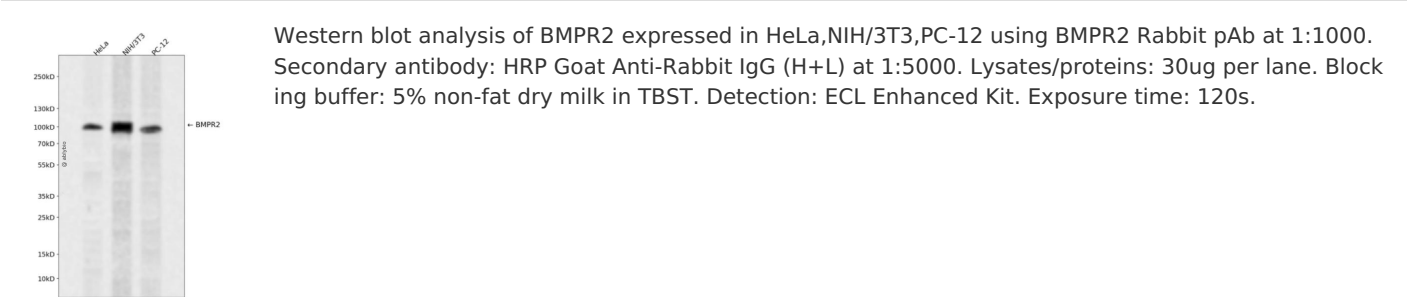 HeLa
NIH/3T3
PC-12
250kD
130kD
100kD
← BMPR2
70kD
55kD
35kD
25kD
15kD
10kD
Western blot analysis of BMPR2 expressed in HeLa,NIH/3T3,PC-12 using BMPR2 Rabbit pAb at 1:1000.
Secondary antibody: HRP Goat Anti-Rabbit IgG (H+L) at 1:5000. Lysates/proteins: 30ug per lane. Block
ing buffer: 5% non-fat dry milk in TBST. Detection: ECL Enhanced Kit. Exposure time: 120s.